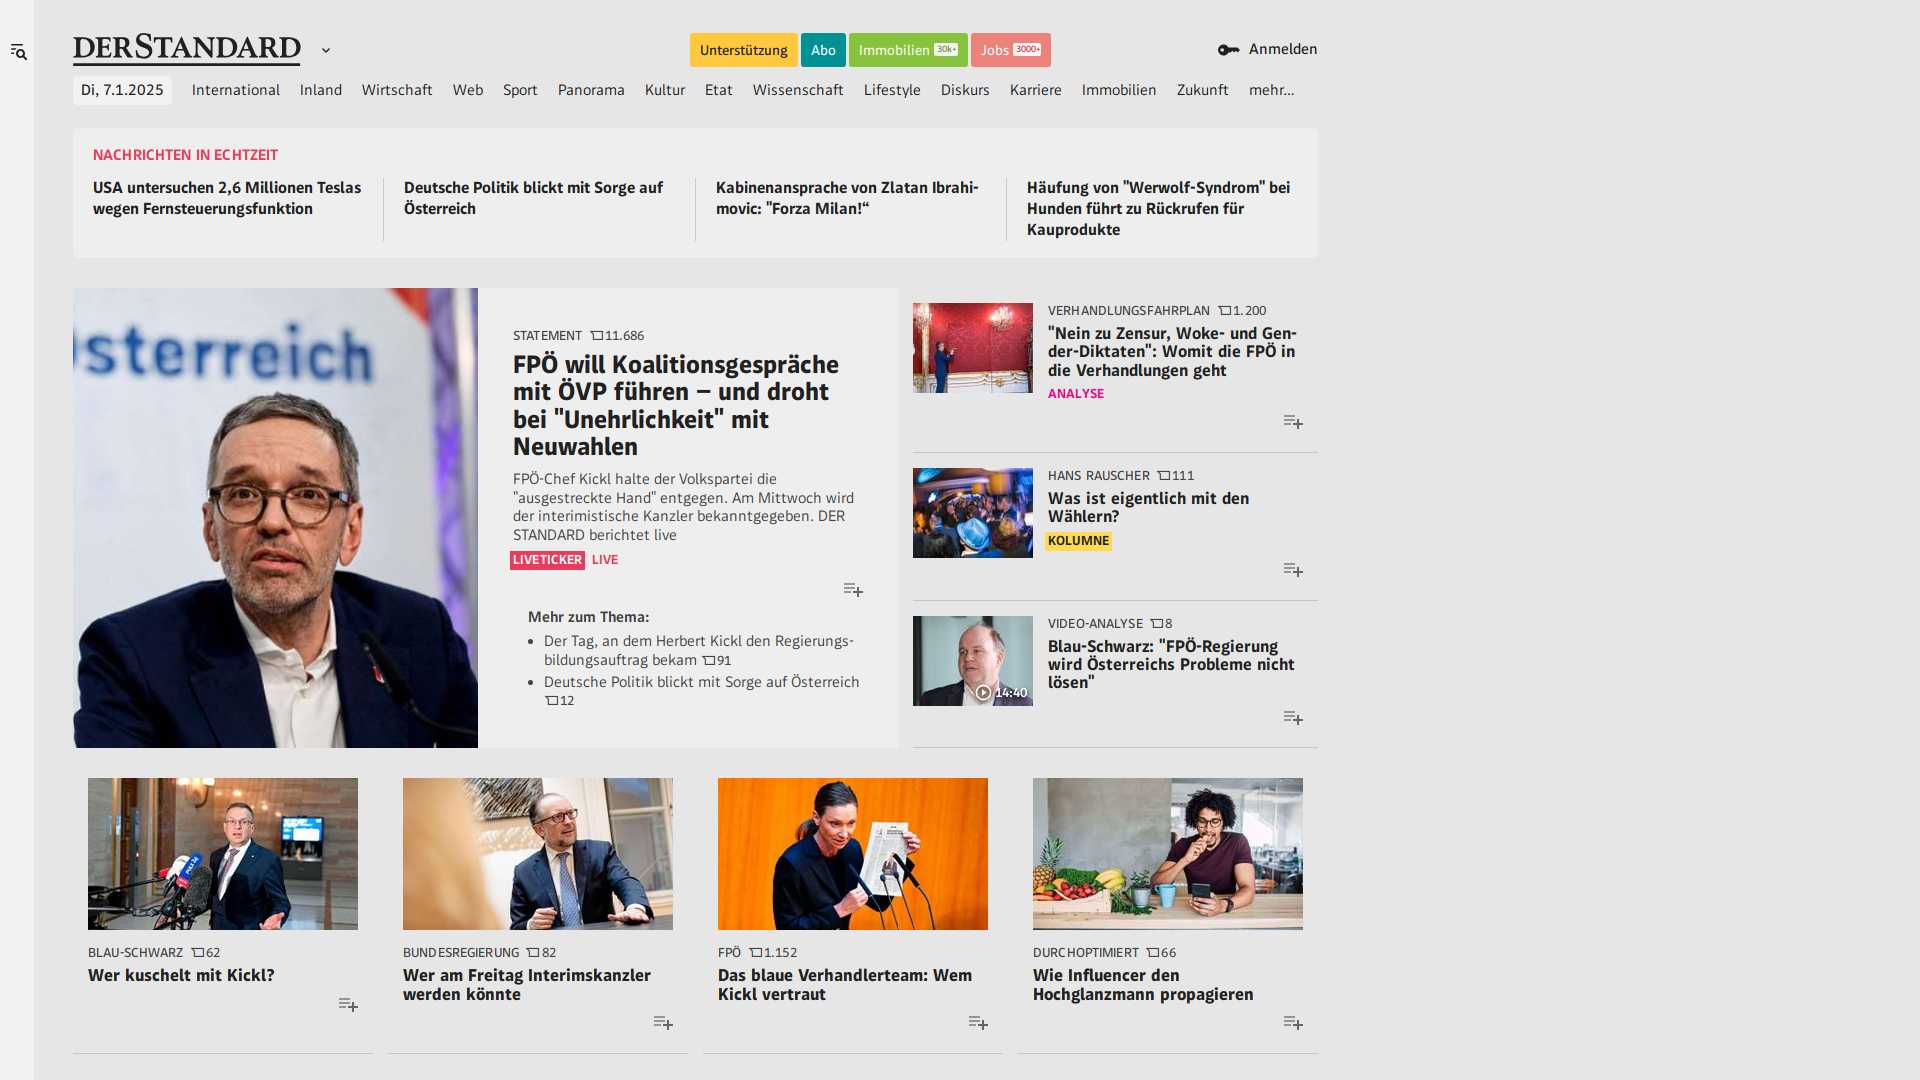 DERSTANDARD
Unterstützung
Abo
Immobilien 30k+
Jobs 3000+
Anmelden
Di, 7.1.2025
International
Inland
Wirtschaft
Web
Sport
Panorama
Kultur
Etat
Wissenschaft
Lifestyle
Diskurs
Karriere
Immobilien
Zukunft
mehr...
NACHRICHTEN IN ECHTZEIT
USA untersuchen 2,6 Millionen Teslas
wegen Fernsteuerungsfunktion
Deutsche Politik blickt mit Sorge auf
Österreich
Kabinenansprache von Zlatan Ibrahi-
movic: "Forza Milan!“
Häufung von "Werwolf-Syndrom" bei
Hunden führt zu Rückrufen für
Kauprodukte
österreich
STATEMENT 11.686
FPÖ will Koalitionsgespräche
mit ÖVP führen – und droht
bei "Unehrlichkeit" mit
Neuwahlen
FPÖ-Chef Kickl halte der Volkspartei die
"ausgestreckte Hand" entgegen. Am Mittwoch wird
der interimistische Kanzler bekanntgegeben. DER
STANDARD berichtet live
LIVETICKER LIVE
Mehr zum Thema:
• Der Tag, an dem Herbert Kickl den Regierungs-
bildungsauftrag bekam 91
• Deutsche Politik blickt mit Sorge auf Österreich
12
VERHANDLUNGSFAHRPLAN 1.200
"Nein zu Zensur, Woke- und Gen-
der-Diktaten": Womit die FPÖ in
die Verhandlungen geht
ANALYSE
HANS RAUSCHER 111
Was ist eigentlich mit den
Wählern?
KOLUMNE
14:40
VIDEO-ANALYSE 8
Blau-Schwarz: "FPÖ-Regierung
wird Österreichs Probleme nicht
lösen"
BLAU-SCHWARZ 62
Wer kuschelt mit Kickl?
BUNDESREGIERUNG 82
Wer am Freitag Interimskanzler
werden könnte
FPÖ 1.152
Das blaue Verhandlerteam: Wem
Kickl vertraut
DURCHOPTIMIERT 66
Wie Influencer den
Hochglanzmann propagieren